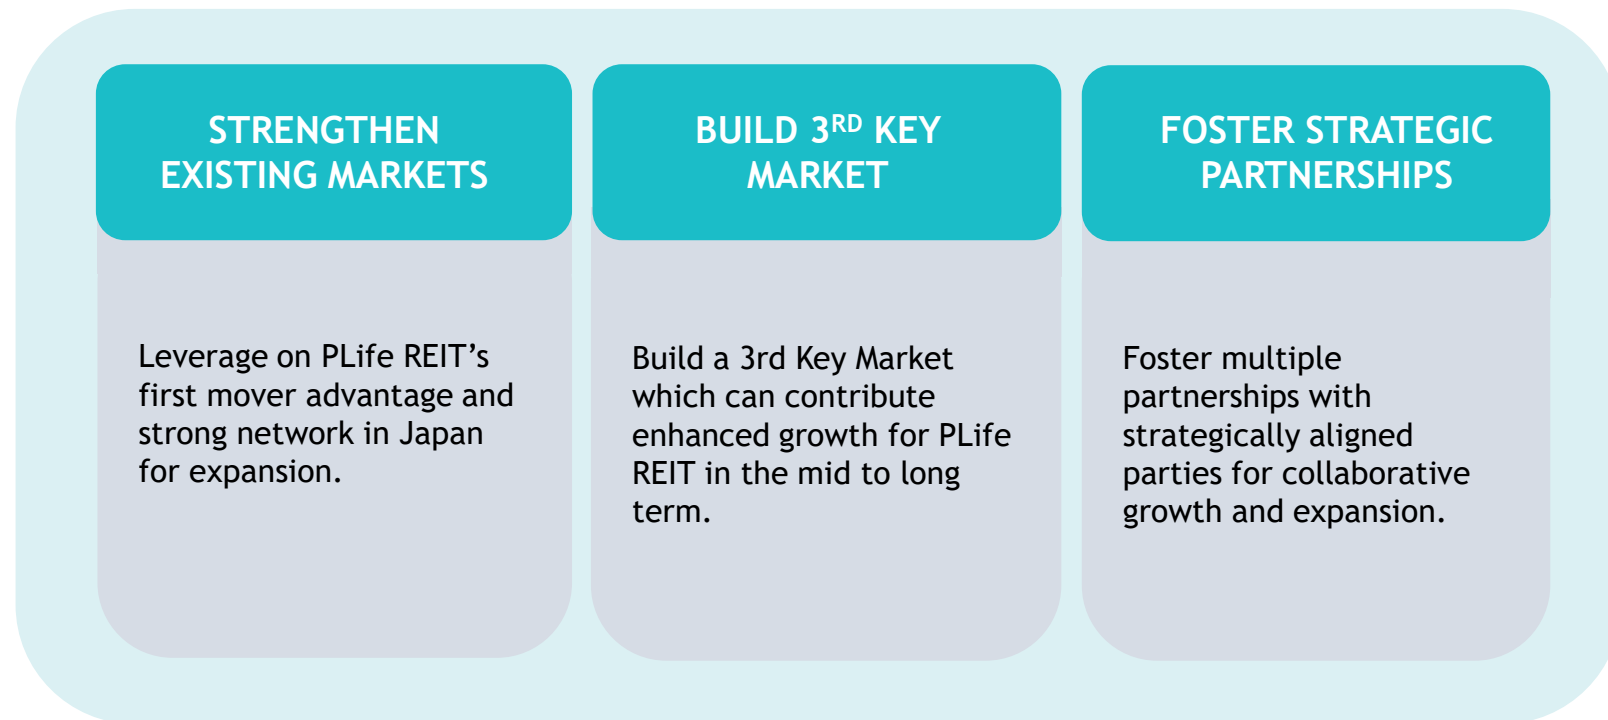 STRENGTHEN
EXISTING MARKETS
Leverage on PLife REIT’s
first mover advantage and
strong network in Japan
for expansion.
BUILD 3RD KEY
MARKET
Build a 3rd Key Market
which can contribute
enhanced growth for PLife
REIT in the mid to long
term.
FOSTER STRATEGIC
PARTNERSHIPS
Foster multiple
partnerships with
strategically aligned
parties for collaborative
growth and expansion.